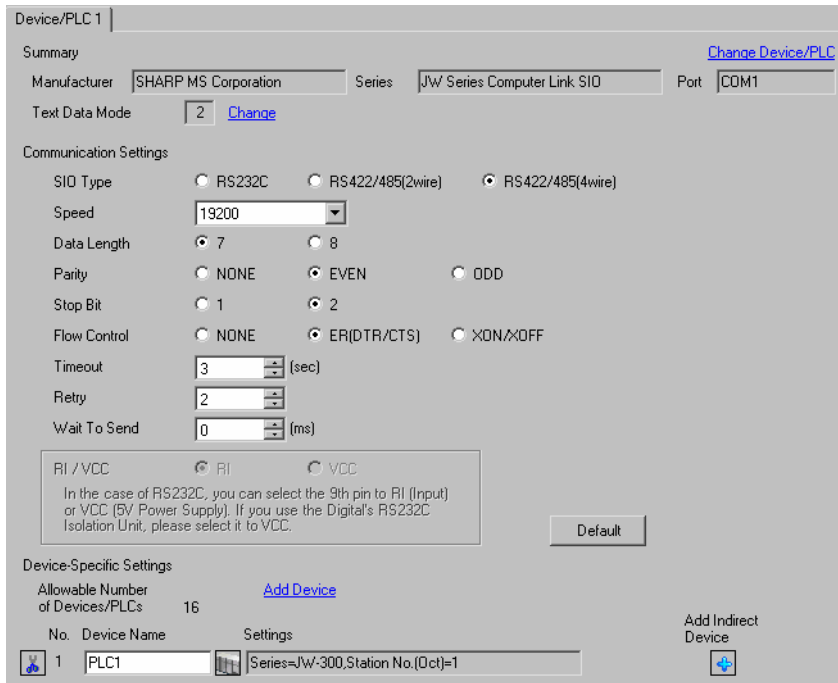 Device/PLC 1
Summary
Change Device/PLC
Manufacturer SHARP MS Corporation Series JW Series Computer Link SIO Port COM1
Text Data Mode 2 Change
Communication Settings
SIO Type RS232C RS422/485(2wire) RS422/485(4wire)
Speed 19200
Data Length 7 8
Parity NONE EVEN ODD
Stop Bit 1 2
Flow Control NONE ER(DTR/CTS) XON/XOFF
Timeout 3 (sec)
Retry 2
Wait To Send 0 (ms)
RI / VCC RI VCC
In the case of RS232C, you can select the 9th pin to RI (Input)
or VCC (5V Power Supply). If you use the Digital's RS232C
Isolation Unit, please select it to VCC.
Default
Device-Specific Settings
Allowable Number
of Devices/PLCs 16
Add Device
Add Indirect
Device
No. Device Name Settings
1 PLC1 Series=JW-300,Station No.(Oct)=1